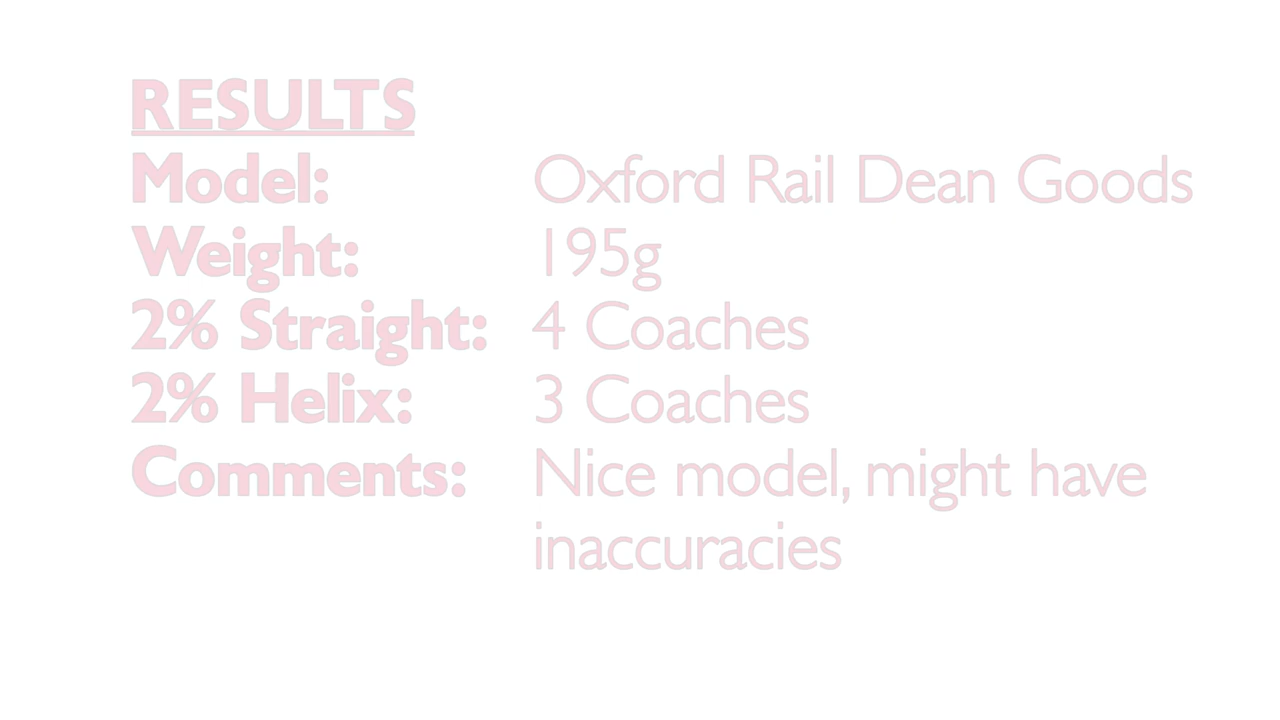 RESULTS
Model: Oxford Rail Dean Goods
Weight: 195g
2% Straight: 4 Coaches
2% Helix: 3 Coaches
Comments: Nice model, might have
inaccuracies